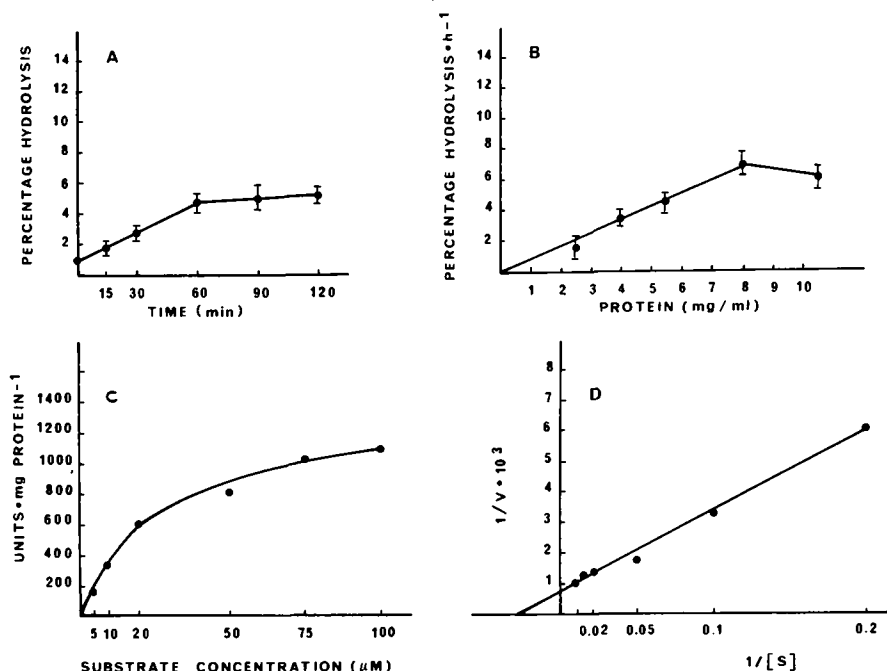 A
PERCENTAGE HYDROLYSIS
14
12
10
8
6
4
2
15 30 60 90 120
TIME (min)
B
PERCENTAGE HYDROLYSIS•h-1
14
12
10
8
6
4
2
1 2 3 4 5 6 7 8 9 10
PROTEIN (mg/ml)
C
UNITS•mg PROTEIN-1
1400
1200
1000
800
600
400
200
5 10 20 50 75 100
SUBSTRATE CONCENTRATION (μM)
D
1/V•10³
8
7
6
5
4
3
2
1
0.02 0.05 0.1 0.2
1/[S]